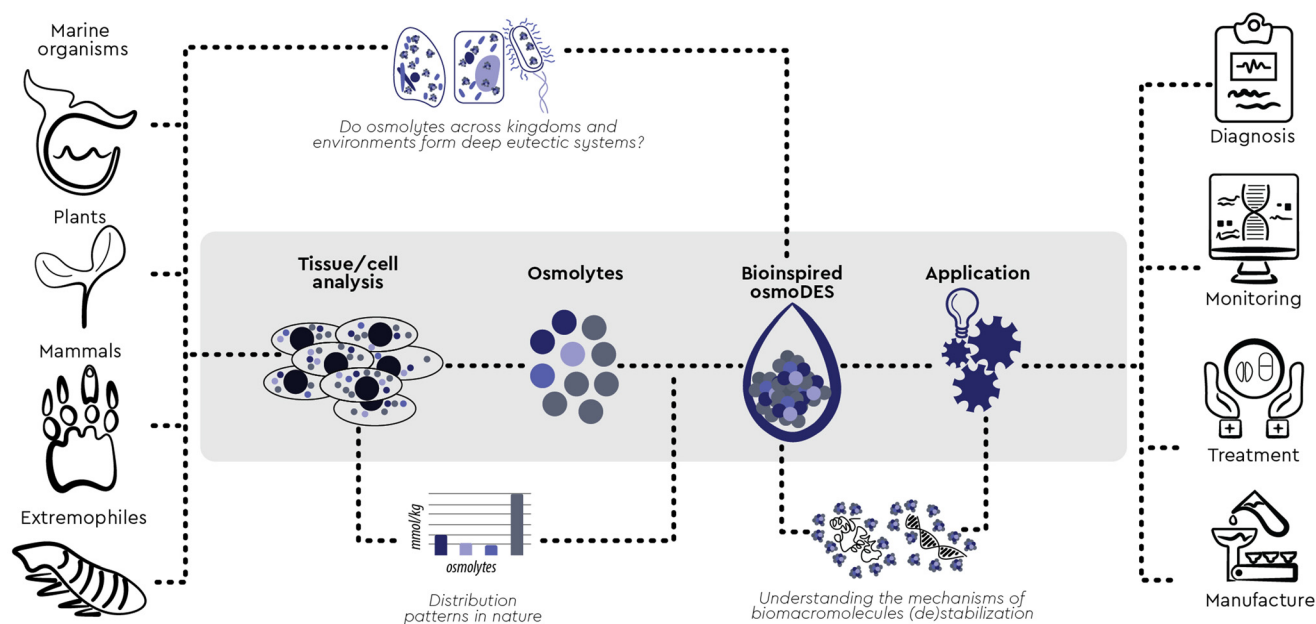 Marine
organisms
Plants
Mammals
Extremophiles
Do osmolytes across kingdoms and
environments form deep eutectic systems?
Tissue/cell
analysis
Osmolytes
Bioinspired
osmoDES
Application
mmol/kg
osmolytes
Distribution
patterns in nature
Understanding the mechanisms of
biomacromolecules (de)stabilization
Diagnosis
Monitoring
Treatment
Manufacture